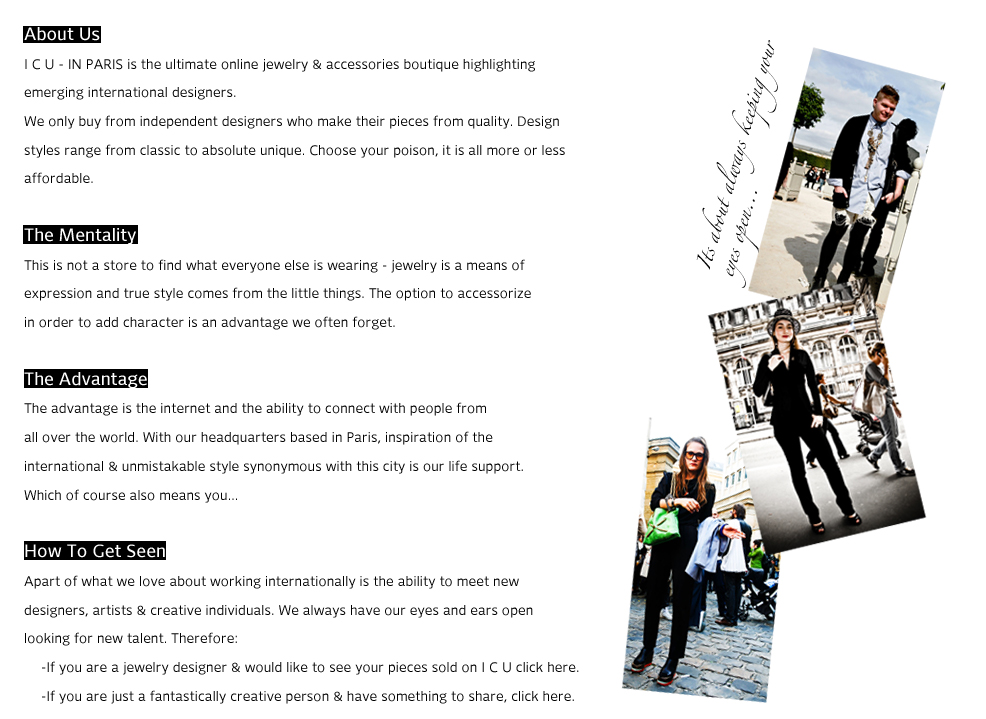 About Us
I C U - IN PARIS is the ultimate online jewelry & accessories boutique highlighting
emerging international designers.
We only buy from independent designers who make their pieces from quality. Design
styles range from classic to absolute unique. Choose your poison, it is all more or less
affordable.
The Mentality
This is not a store to find what everyone else is wearing - jewelry is a means of
expression and true style comes from the little things. The option to accessorize
in order to add character is an advantage we often forget.
The Advantage
The advantage is the internet and the ability to connect with people from
all over the world. With our headquarters based in Paris, inspiration of the
international & unmistakable style synonymous with this city is our life support.
Which of course also means you...
How To Get Seen
Apart of what we love about working internationally is the ability to meet new
designers, artists & creative individuals. We always have our eyes and ears open
looking for new talent. Therefore:
-If you are a jewelry designer & would like to see your pieces sold on I C U click here.
-If you are just a fantastically creative person & have something to share, click here.
Its about always keeping your
eyes open...